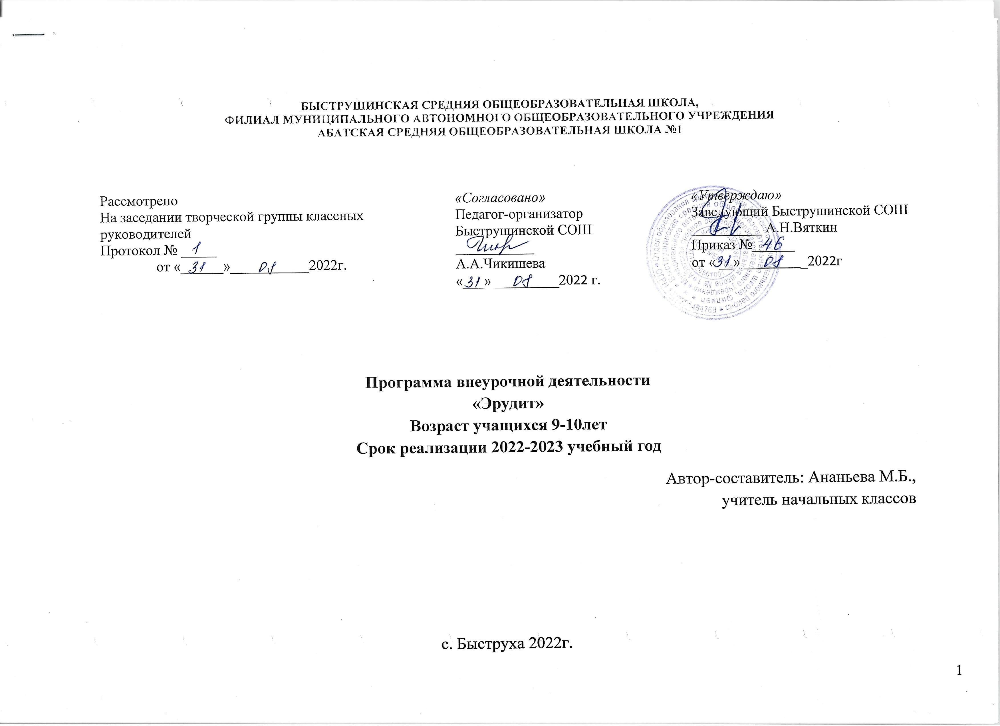 БЫСТРУШИНСКАЯ СРЕДНЯЯ ОБЩЕОБРАЗОВАТЕЛЬНАЯ ШКОЛА,
ФИЛИАЛ МУНИЦИПАЛЬНОГО АВТОНОМНОГО ОБЩЕОБРАЗОВАТЕЛЬНОГО УЧРЕЖДЕНИЯ
АБАТСКАЯ СРЕДНЯЯ ОБЩЕОБРАЗОВАТЕЛЬНАЯ ШКОЛА №1
Рассмотрено
На заседании творческой группы классных
руководителей
Протокол № 1
от «31» 08 2022г.
«Согласовано»
Педагог-организатор
Быструшинской СОШ
А.А.Чикишева
«31» 08 2022 г.
«Утверждаю»
Заведующий Быструшинской СОШ
А.Н.Вяткин
Приказ № 46
от «31» 08 2022г
Программа внеурочной деятельности
«Эрудит»
Возраст учащихся 9-10лет
Срок реализации 2022-2023 учебный год
Автор-составитель: Ананьева М.Б.,
учитель начальных классов
с. Быструха 2022г.
1